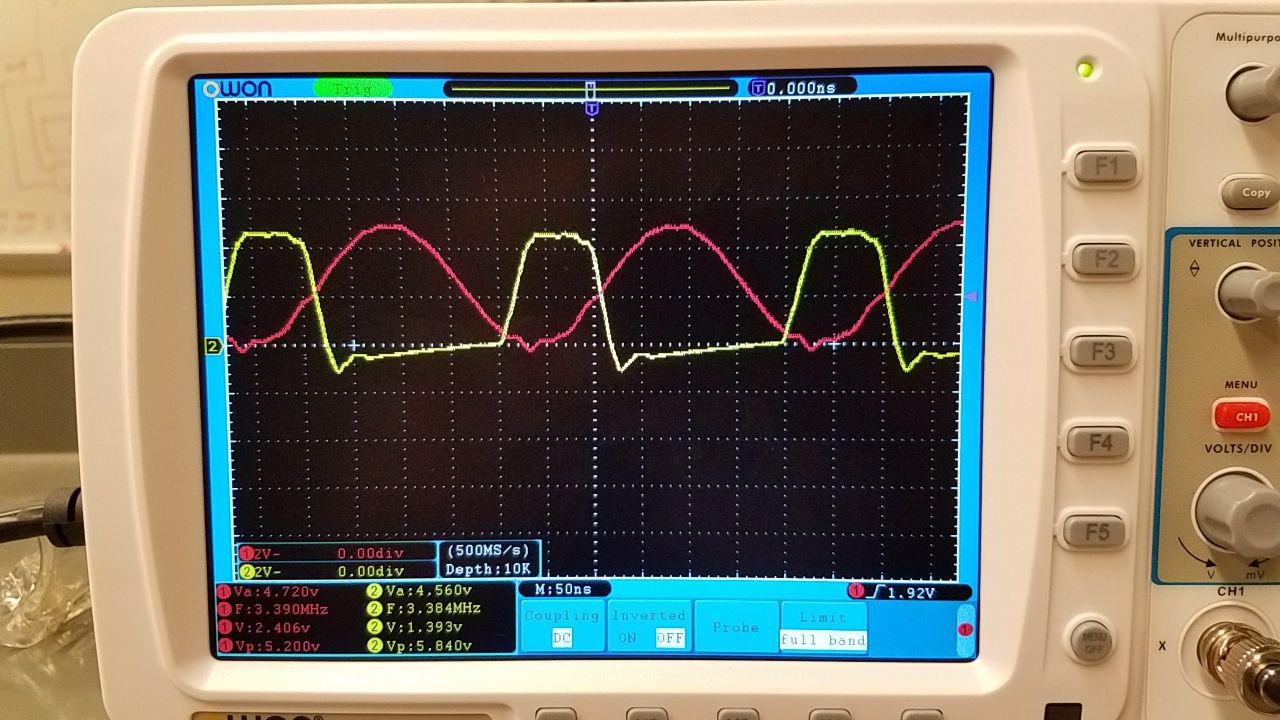 OWON Trig T 0.000ns
T
2
1 2V- 0.00div
2 2V- 0.00div
(500MS/s)
Depth:10K
1 Va:4.720v 2 Va:4.560v
1 F:3.390MHz 2 F:3.384MHz
1 V:2.406v 2 V:1.393v
1 Vp:5.200v 2 Vp:5.840v
M:50ns
1 1.92V
Coupling
DC
Inverted
ON OFF
Probe
Limit
full band
1
F1
F2
F3
F4
F5
MENU
OFF
Copy
MENU
CH1
VOLTS/DIV
V mV
CH1
X